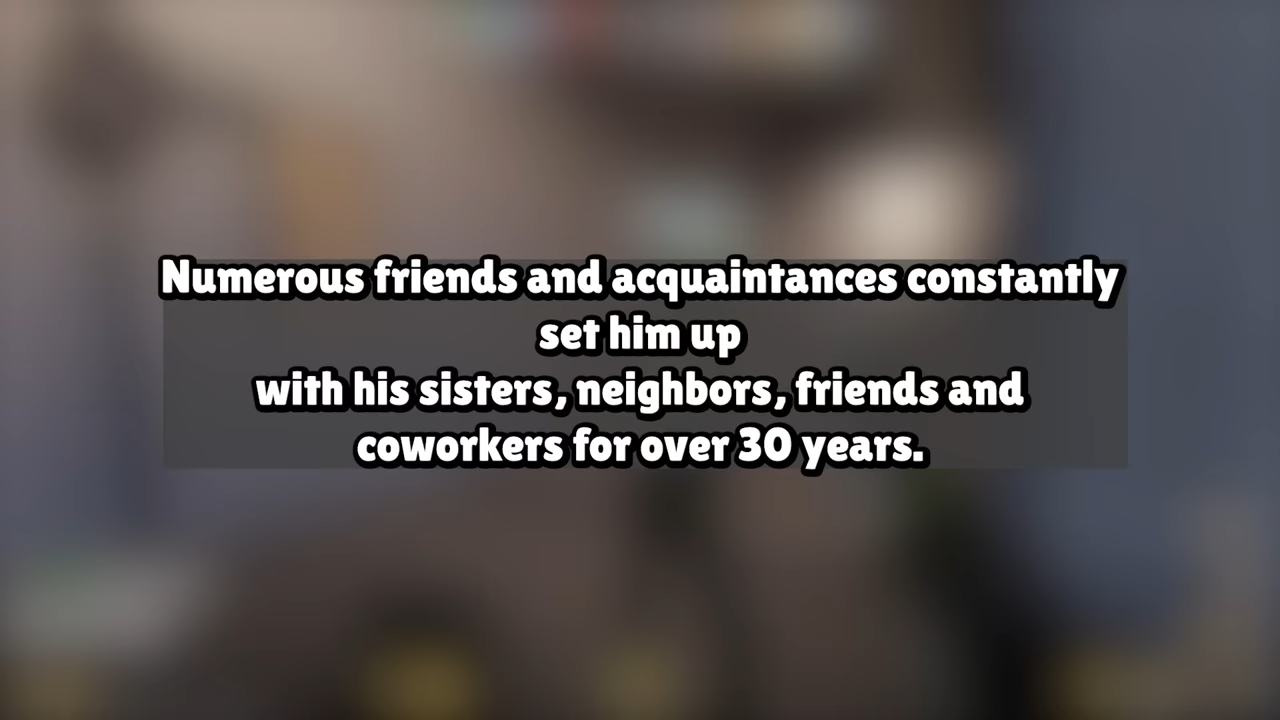 Numerous friends and acquaintances constantly
set him up
with his sisters, neighbors, friends and
coworkers for over 30 years.